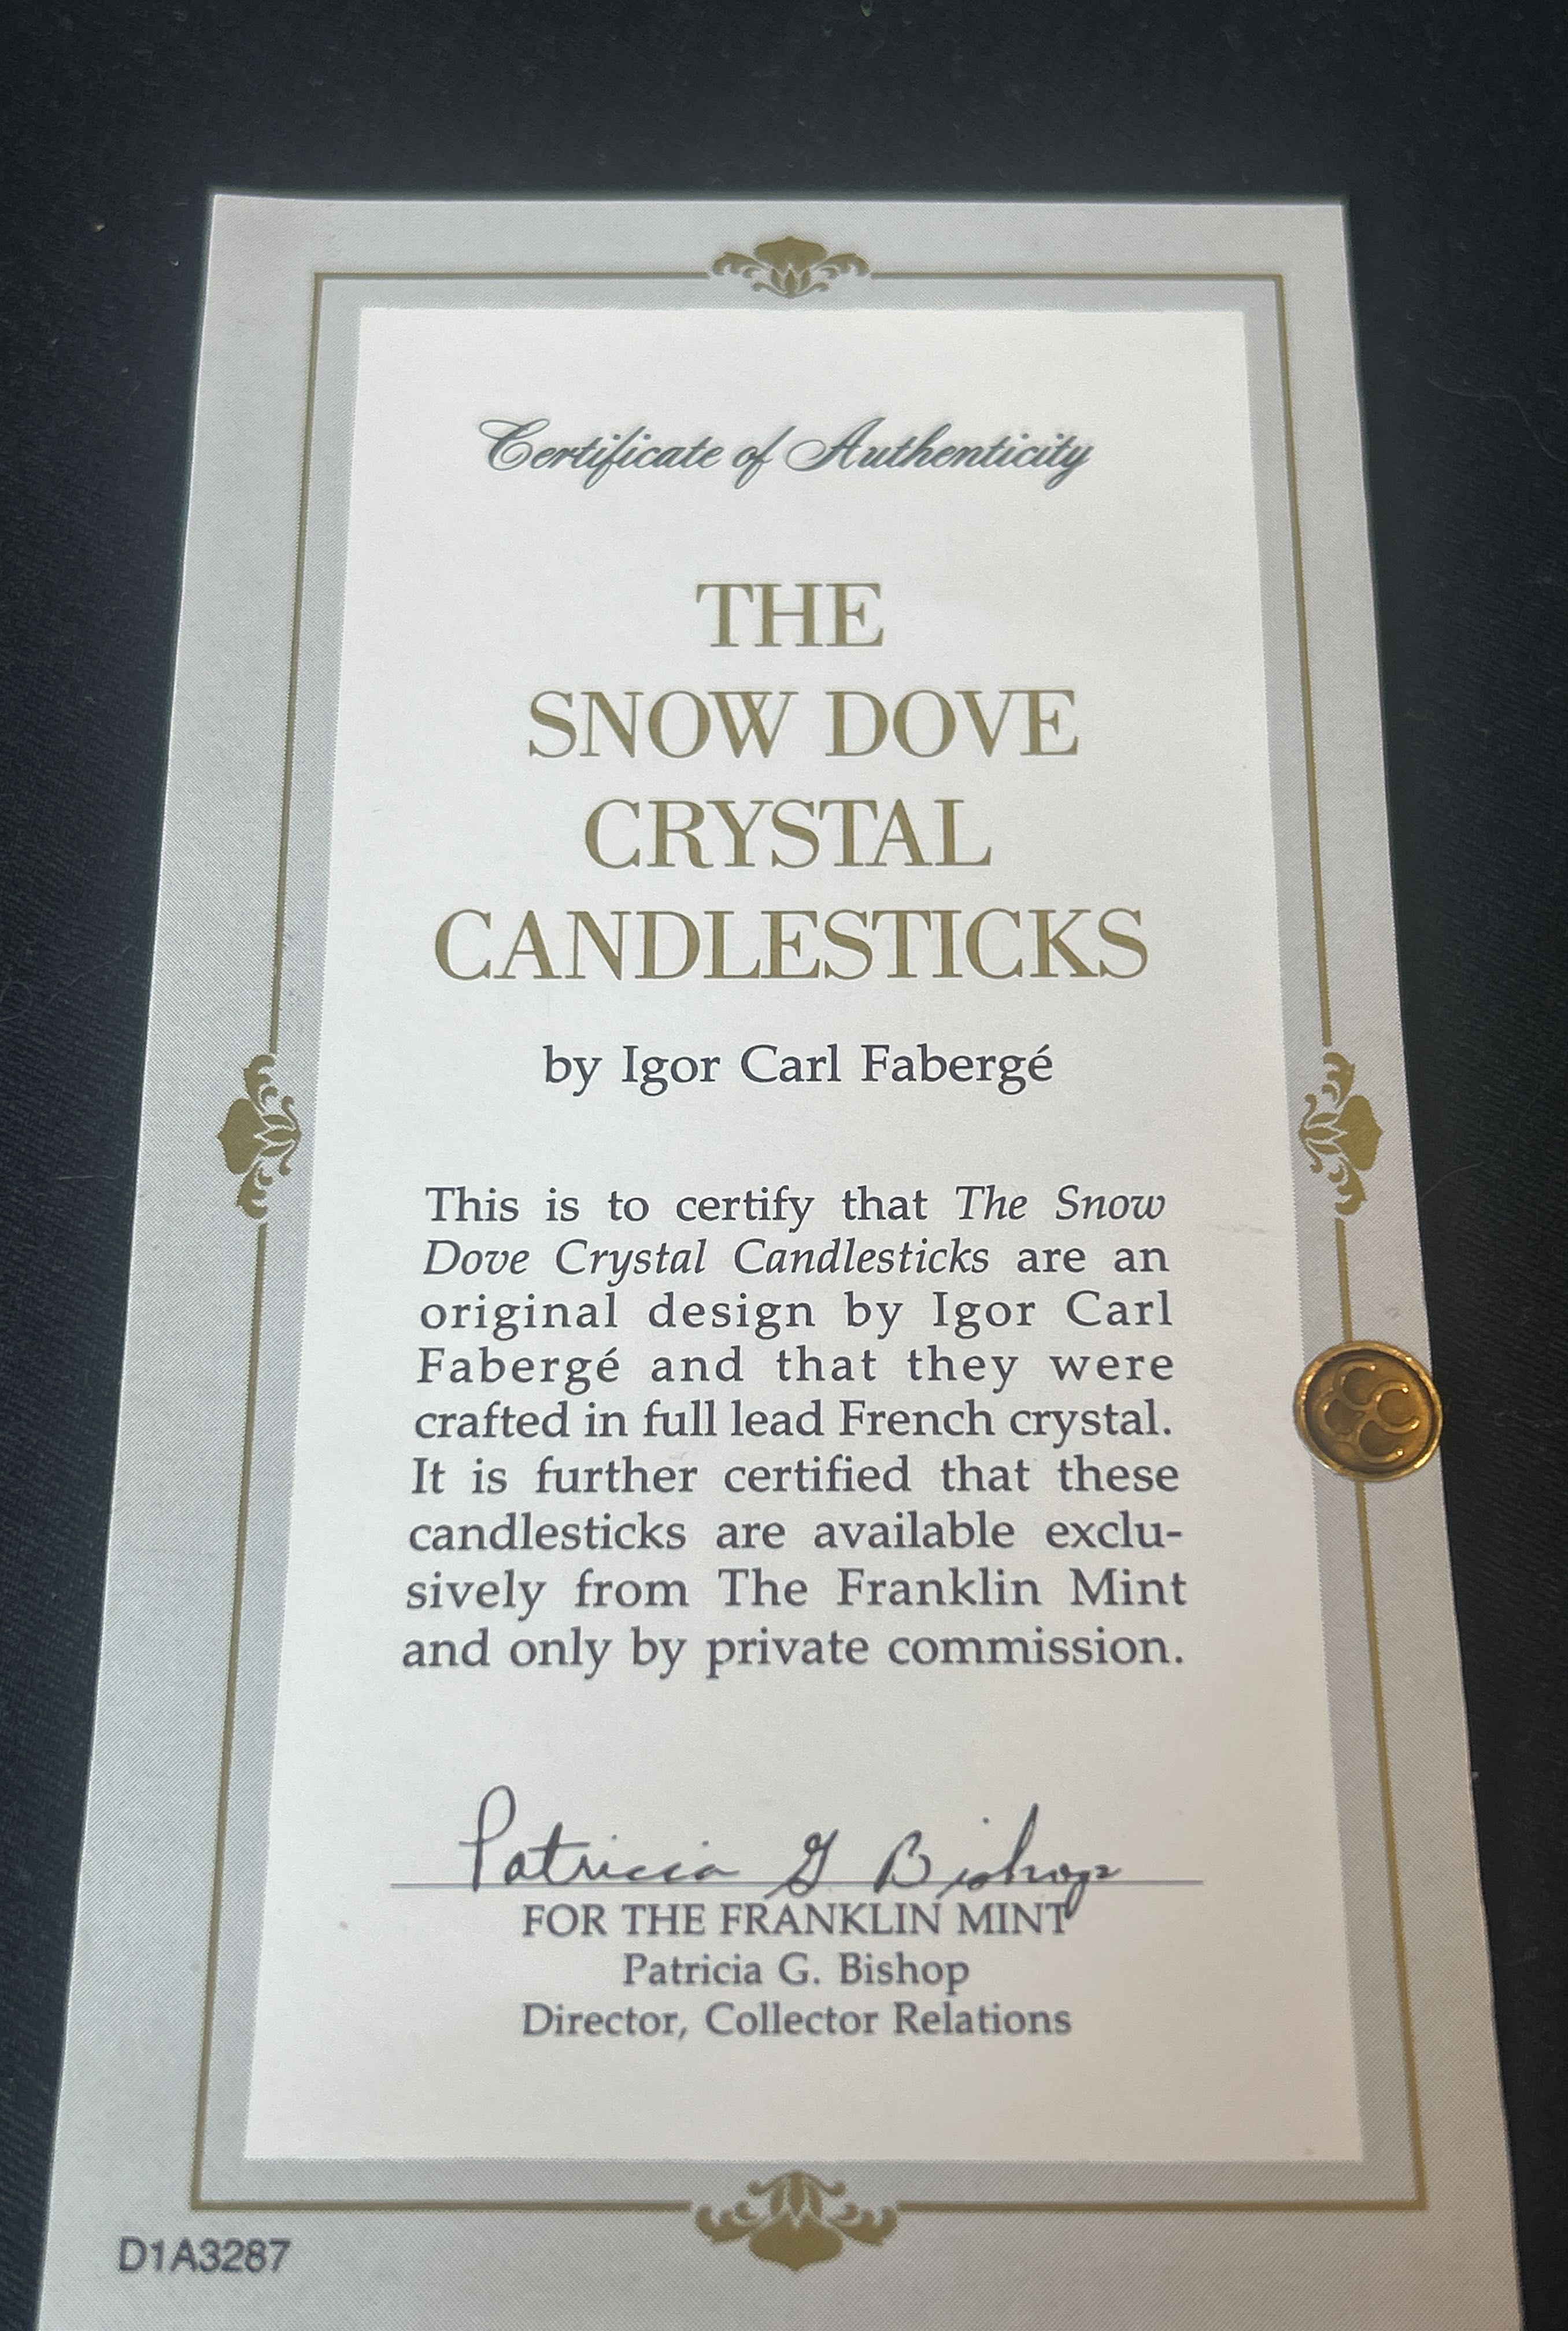 Certificate of Authenticity
THE
SNOW DOVE
CRYSTAL
CANDLESTICKS
by Igor Carl Fabergé
This is to certify that The Snow
Dove Crystal Candlesticks are an
original design by Igor Carl
Fabergé and that they were
crafted in full lead French crystal.
It is further certified that these
candlesticks are available exclu-
sively from The Franklin Mint
and only by private commission.
Patricia G Bishop
FOR THE FRANKLIN MINT
Patricia G. Bishop
Director, Collector Relations
D1A3287